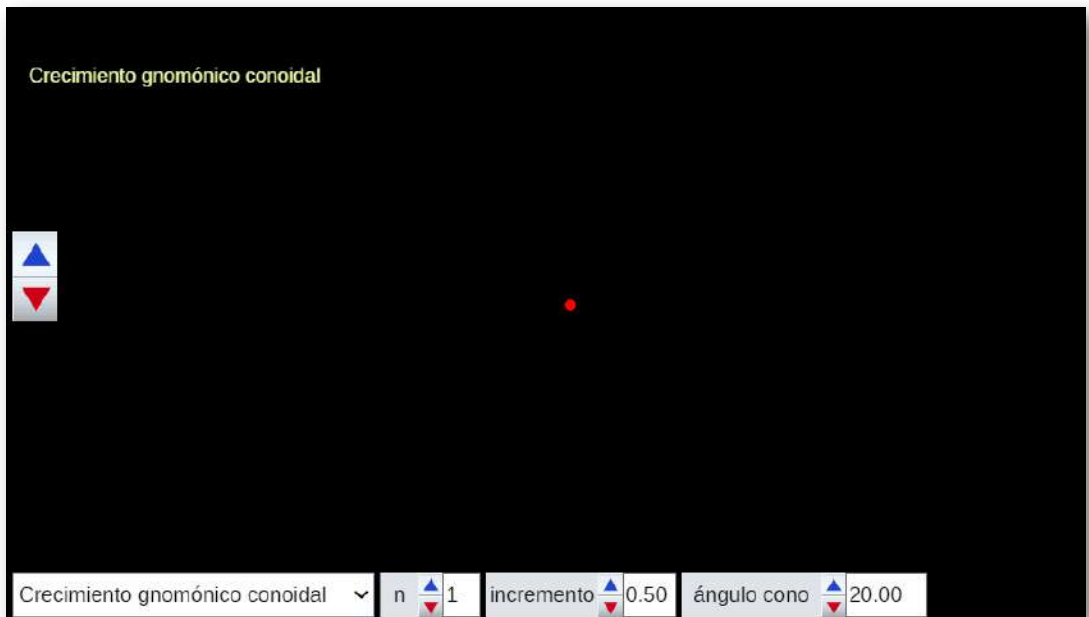 Crecimiento gnomónico conoidal
Crecimiento gnomónico conoidal n 1 incremento 0.50 ángulo cono 20.00